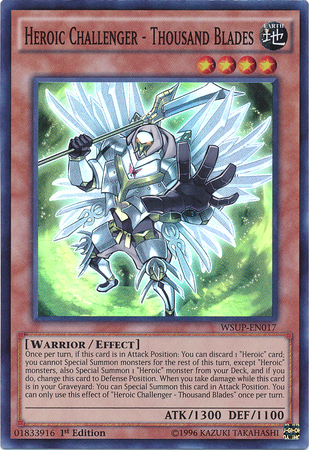 Heroic Challenger - Thousand Blades
EARTH
地
WSUP-EN017
[Warrior / Effect]
Once per turn, if this card is in Attack Position: You can discard 1 "Heroic" card;
you cannot Special Summon monsters for the rest of this turn, except "Heroic"
monsters, also Special Summon 1 "Heroic" monster from your Deck, and if you
do, change this card to Defense Position. When you take damage while this card
is in your Graveyard: You can Special Summon this card in Attack Position. You can
only use this effect of "Heroic Challenger - Thousand Blades" once per turn.
ATK/1300 DEF/1100
01833916 1st Edition ©1996 KAZUKI TAKAHASHI